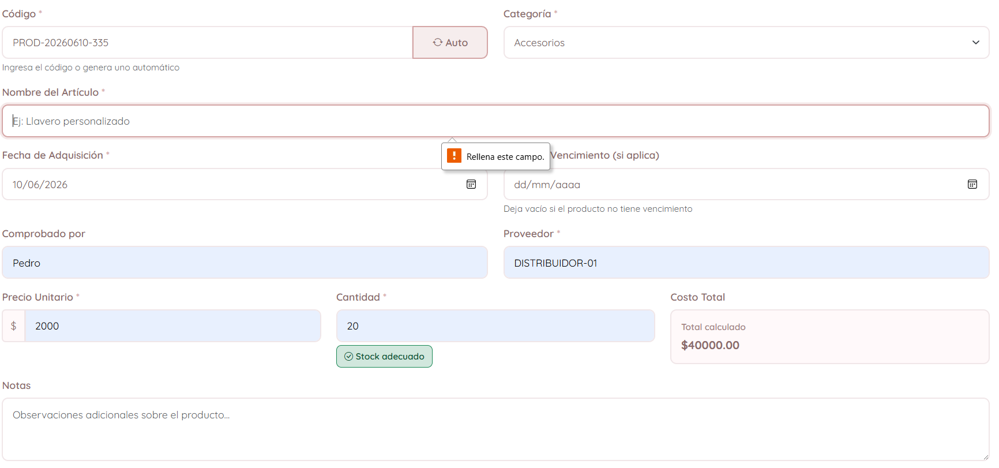 Código *
PROD-20260610-335
Auto
Ingresa el código o genera uno automático
Categoría *
Accesorios
Nombre del Artículo *
Ej: Llavero personalizado
Rellena este campo.
Fecha de Adquisición *
10/06/2026
Vencimiento (si aplica)
dd/mm/aaaa
Deja vacío si el producto no tiene vencimiento
Comprobado por
Pedro
Proveedor *
DISTRIBUIDOR-01
Precio Unitario *
$ 2000
Cantidad *
20
Stock adecuado
Costo Total
Total calculado
$40000.00
Notas
Observaciones adicionales sobre el producto...